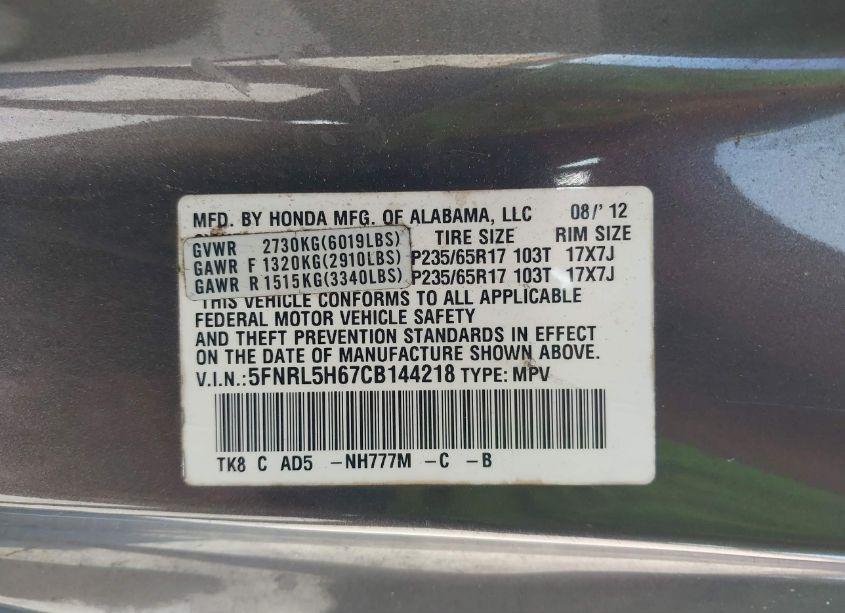 MFD. BY HONDA MFG. OF ALABAMA, LLC 08/' 12
TIRE SIZE RIM SIZE
GVWR 2730KG(6019LBS)
GAWR F 1320KG(2910LBS) P235/65R17 103T 17X7J
GAWR R 1515KG(3340LBS) P235/65R17 103T 17X7J
THIS VEHICLE CONFORMS TO ALL APPLICABLE
FEDERAL MOTOR VEHICLE SAFETY
AND THEFT PREVENTION STANDARDS IN EFFECT
ON THE DATE OF MANUFACTURE SHOWN ABOVE.
V.I.N.:5FNRL5H67CB144218 TYPE: MPV
TK8 C AD5 -NH777M -C -B